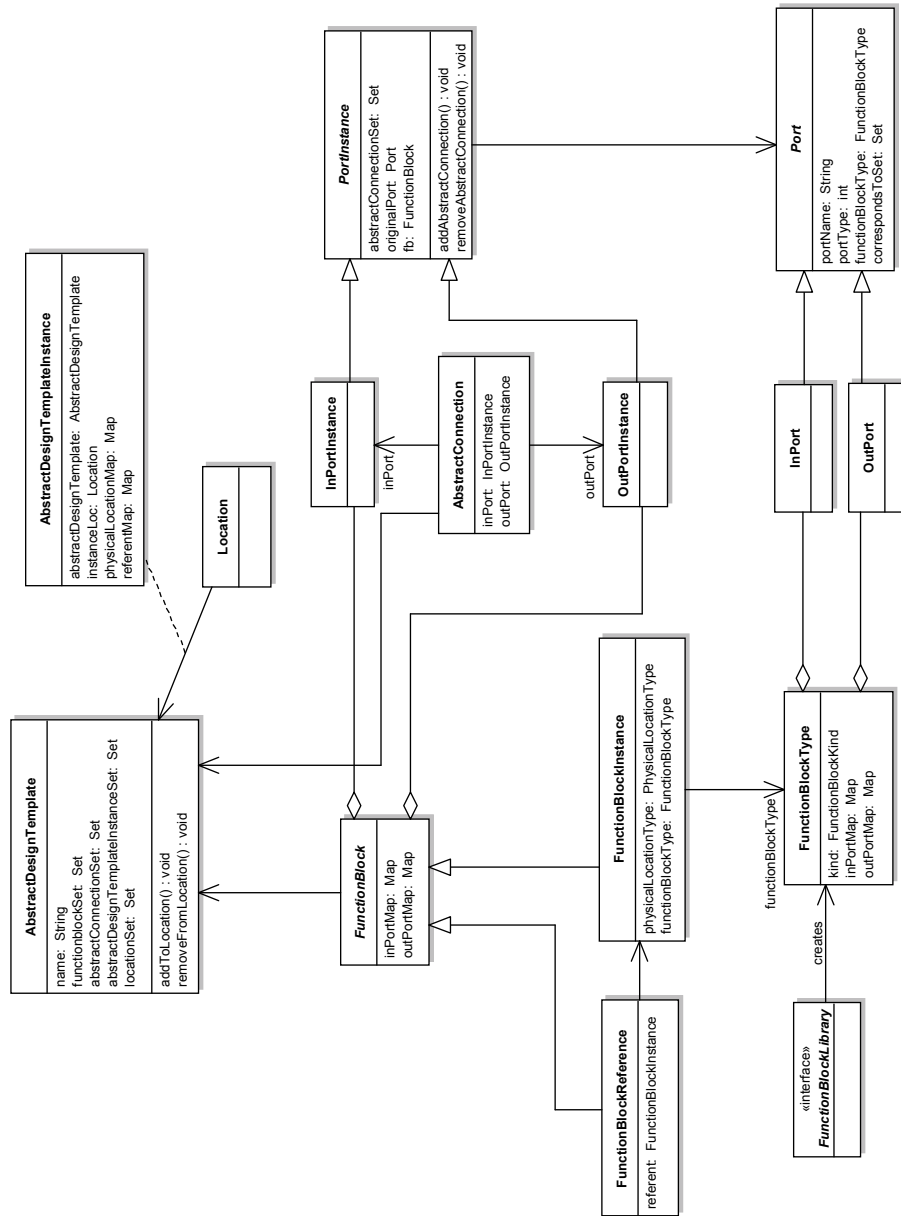 AbstractDesignTemplate
name: String
functionblockSet: Set
abstractConnectionSet: Set
abstractDesignTemplateInstanceSet: Set
locationSet: Set
addToLocation() : void
removeFromLocation() : void
AbstractDesignTemplateInstance
abstractDesignTemplate: AbstractDesignTemplate
instanceLoc: Location
physicalLocationMap: Map
referentMap: Map
Location
FunctionBlock
inPortMap: Map
outPortMap: Map
InPortInstance
inPort
AbstractConnection
inPort: InPortInstance
outPort: OutPortInstance
outPort
OutPortInstance
PortInstance
abstractConnectionSet: Set
originalPort: Port
fb: FunctionBlock
addAbstractConnection() : void
removeAbstractConnection() : void
FunctionBlockReference
referent: FunctionBlockInstance
FunctionBlockInstance
physicalLocationType: PhysicalLocationType
functionBlockType: FunctionBlockType
functionBlockType
«interface»
FunctionBlockLibrary
creates
FunctionBlockType
kind: FunctionBlockKind
inPortMap: Map
outPortMap: Map
InPort
OutPort
Port
portName: String
portType: int
functionBlockType: FunctionBlockType
correspondsToSet: Set